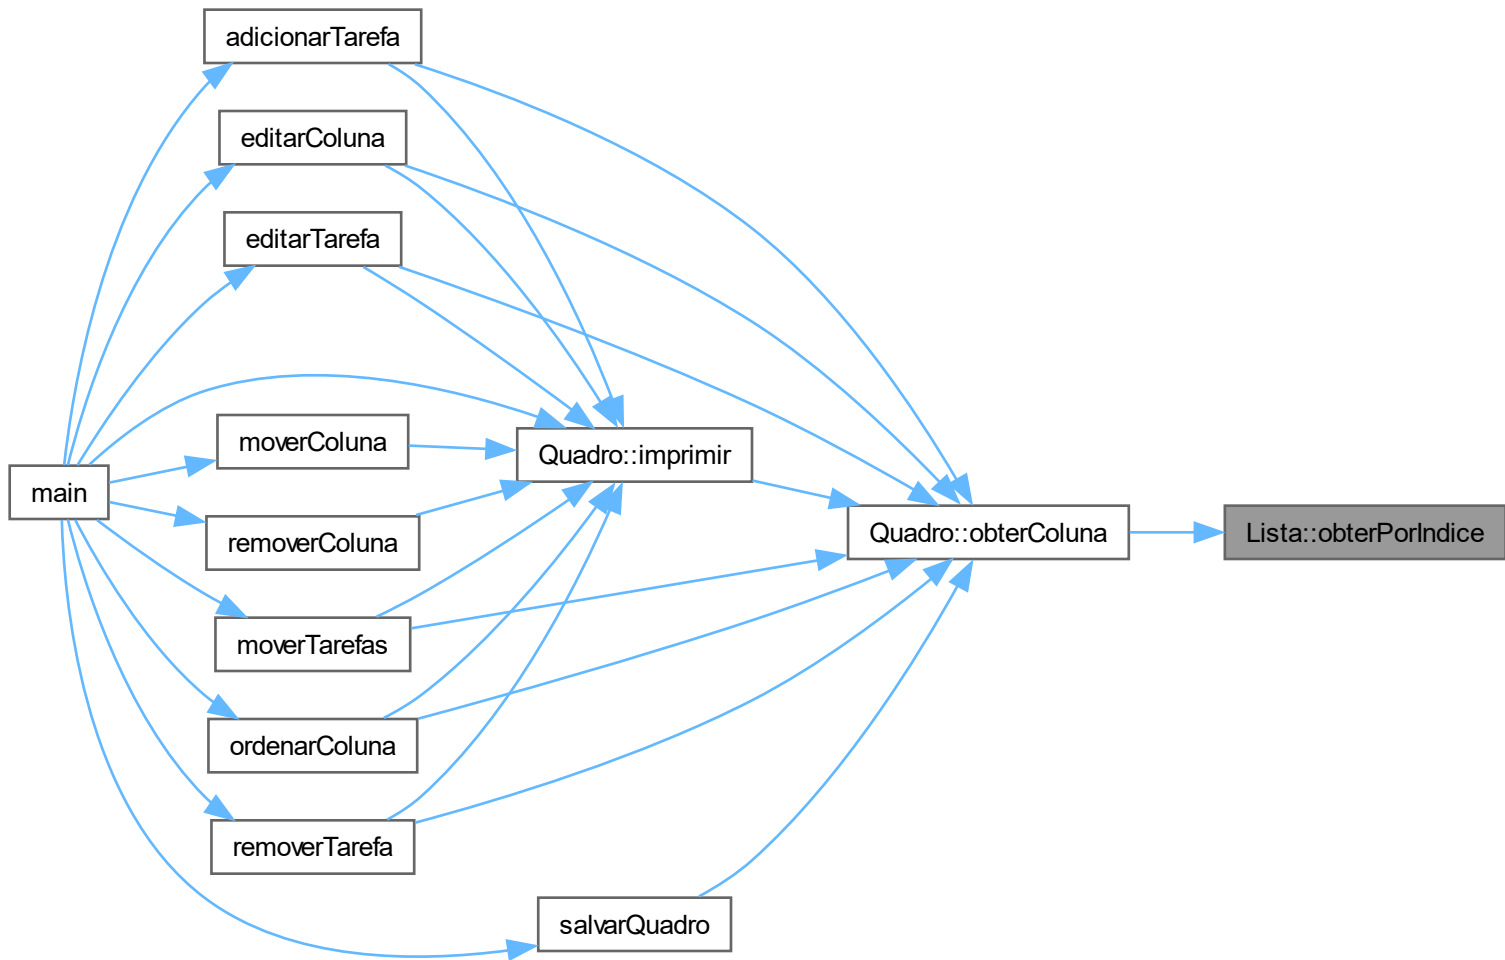 adicionarTarefa
editarColuna
editarTarefa
moverColuna
Quadro::imprimir
main
removerColuna
Quadro::obterColuna
Lista::obterPorIndice
moverTarefas
ordenarColuna
removerTarefa
salvarQuadro